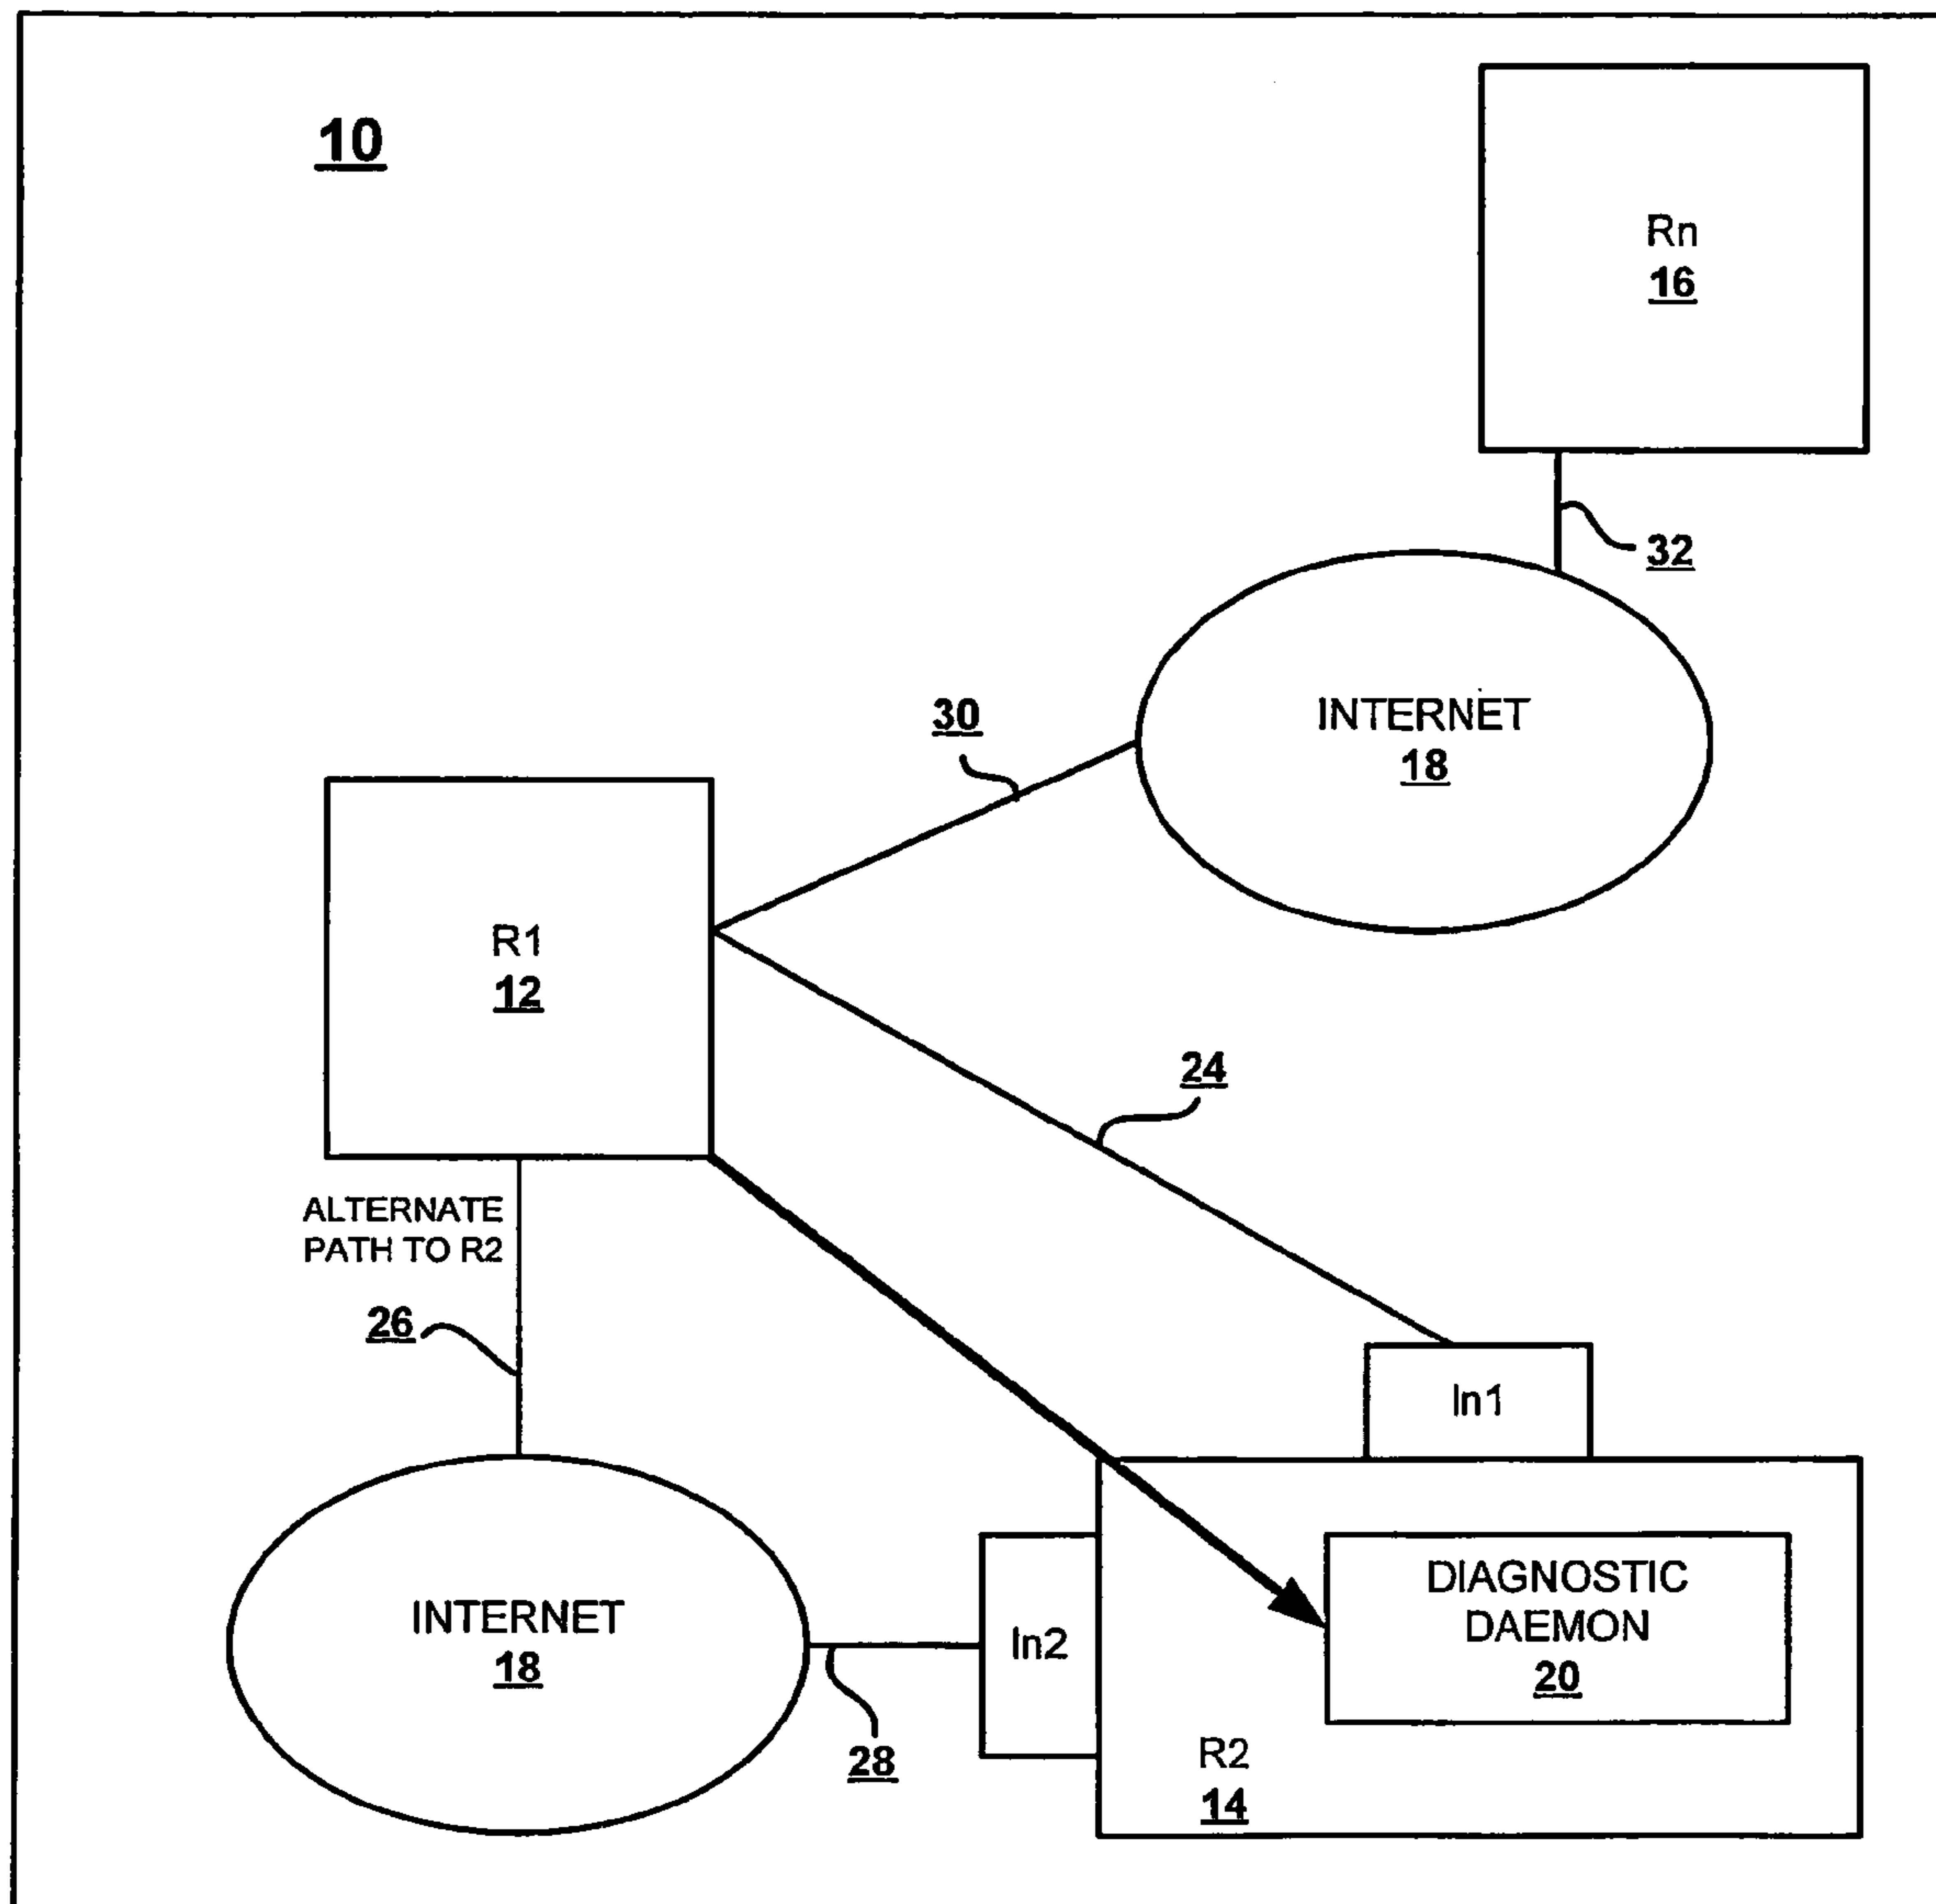 10
Rn
16
32
INTERNET
18
30
R1
12
24
ALTERNATE
PATH TO R2
26
In1
INTERNET
18
28
In2
DIAGNOSTIC
DAEMON
20
R2
14